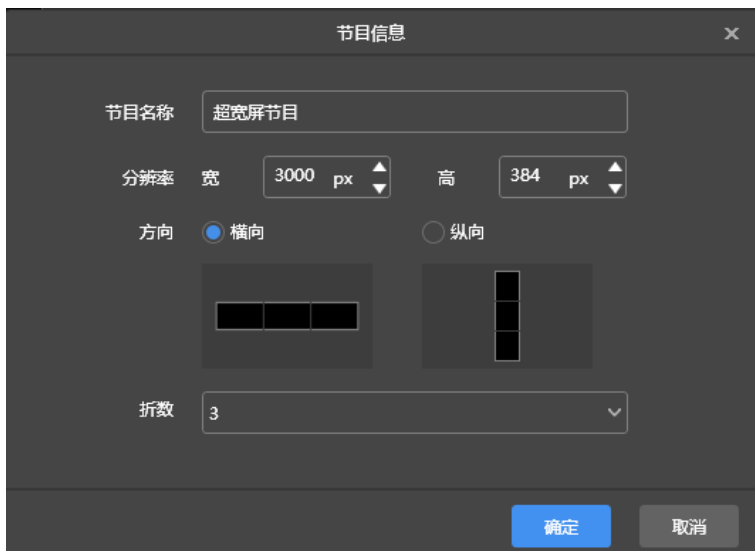 节目信息
节目名称 超宽屏节目
分辨率 宽 3000 px 高 384 px
方向 横向 纵向
折数 3
确定 取消